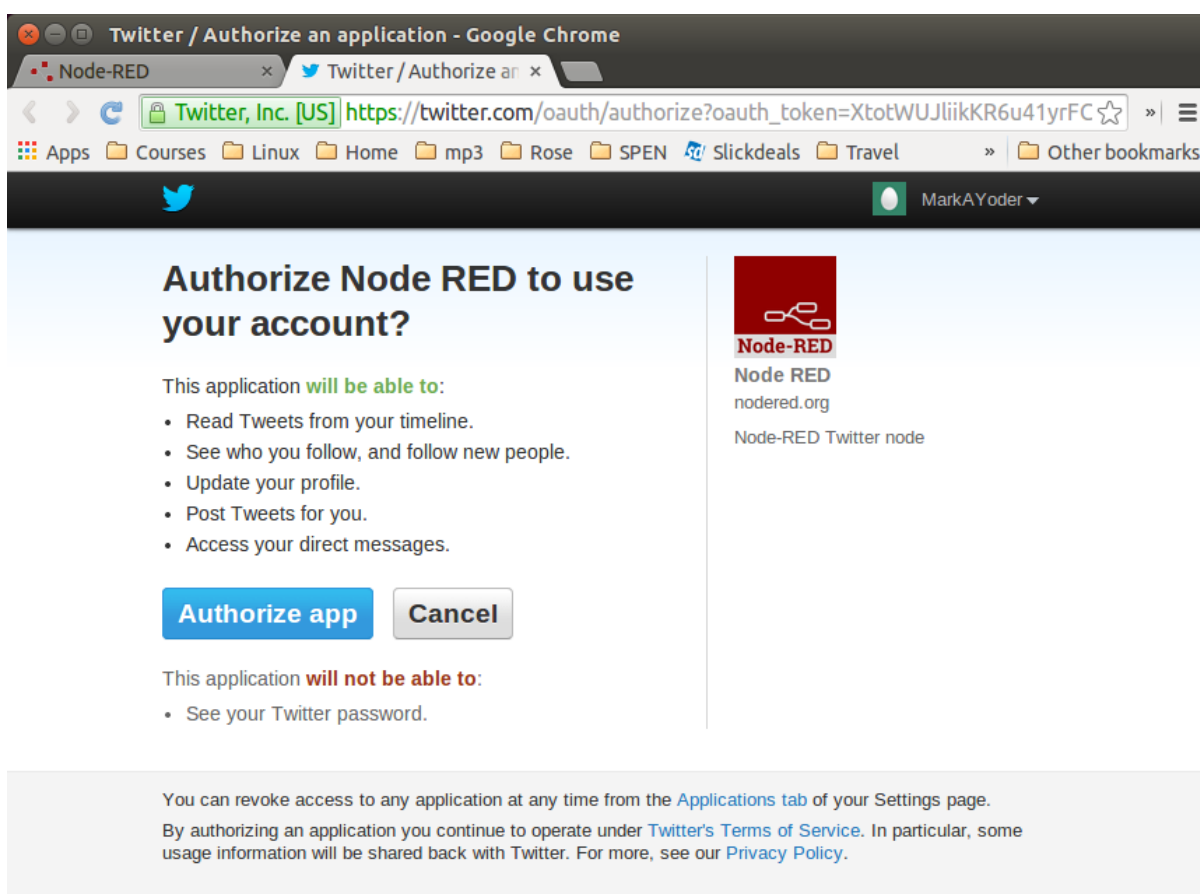 Twitter / Authorize an application - Google Chrome
Node-RED × Twitter / Authorize an ×
Twitter, Inc. [US] https://twitter.com/oauth/authorize?oauth_token=XtotWUJliikKR6u41yrFC »
Apps Courses Linux Home mp3 Rose SPEN Slickdeals Travel » Other bookmarks
MarkAYoder
Authorize Node RED to use
your account?
This application will be able to:
• Read Tweets from your timeline.
• See who you follow, and follow new people.
• Update your profile.
• Post Tweets for you.
• Access your direct messages.
Authorize app Cancel
This application will not be able to:
• See your Twitter password.
Node-RED
Node RED
nodered.org
Node-RED Twitter node
You can revoke access to any application at any time from the Applications tab of your Settings page.
By authorizing an application you continue to operate under Twitter's Terms of Service. In particular, some
usage information will be shared back with Twitter. For more, see our Privacy Policy.